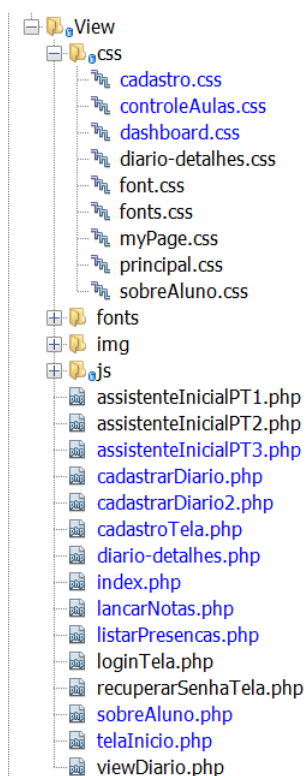 View
css
cadastro.css
controleAulas.css
dashboard.css
diario-detalhes.css
font.css
fonts.css
myPage.css
principal.css
sobreAluno.css
fonts
img
js
assistenteInicialPT1.php
assistenteInicialPT2.php
assistenteInicialPT3.php
cadastrarDiario.php
cadastrarDiario2.php
cadastroTela.php
diario-detalhes.php
index.php
lancarNotas.php
listarPresencas.php
loginTela.php
recuperarSenhaTela.php
sobreAluno.php
telaInicio.php
viewDiario.php